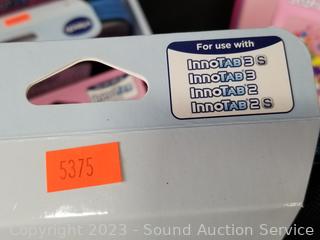 For use with
INNOTAB 3 S
INNOTAB 3
INNOTAB 2
INNOTAB 2 S
5375
Copyright 2023 - Sound Auction Service